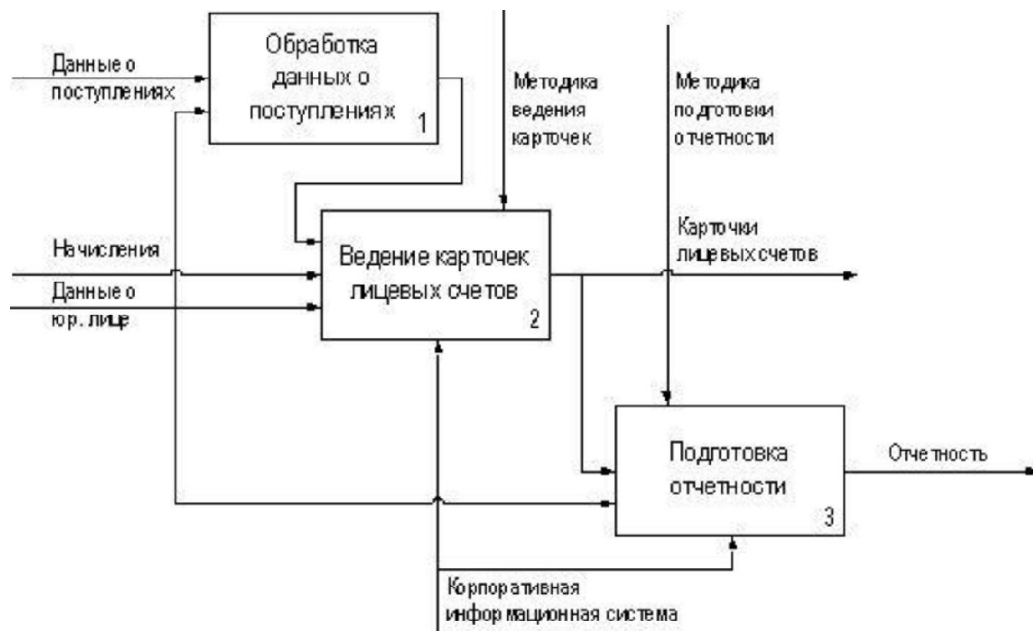 Обработка
данных о
поступлениях
1
Данные о
поступлениях
Методика
ведения
карточек
Методика
подготовки
отчетности
Начисления
Данные о
юр. лице
Ведение карточек
лицевых счетов
2
Карточки
лицевых счетов
Подготовка
отчетности
3
Отчетность
Корпоративная
информационная система